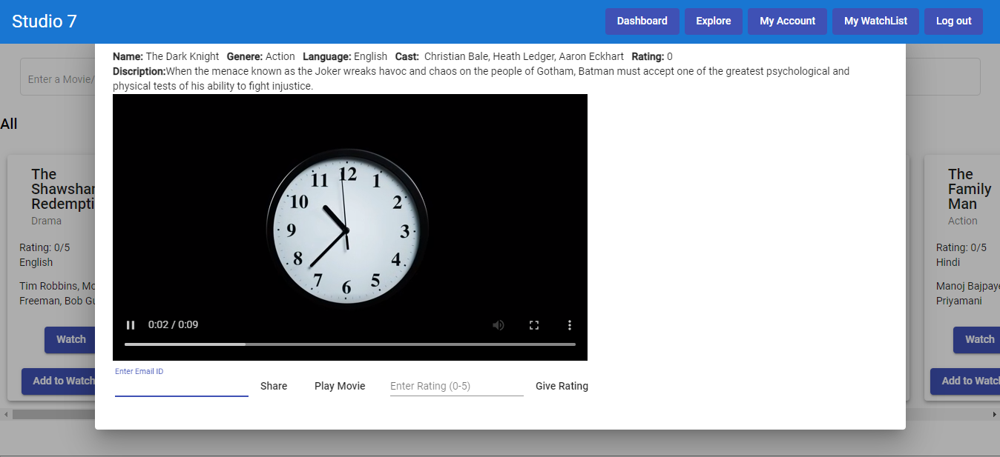 Studio 7
Dashboard
Explore
My Account
My WatchList
Log out
Name: The Dark Knight Genere: Action Language: English Cast: Christian Bale, Heath Ledger, Aaron Eckhart Rating: 0
Discription:When the menace known as the Joker wreaks havoc and chaos on the people of Gotham, Batman must accept one of the greatest psychological and
physical tests of his ability to fight injustice.
Enter a Movie/
All
The
Shawshan
Redempti
Drama
Rating: 0/5
English
Tim Robbins, Mo
Freeman, Bob Gu
Watch
Add to Watch
12
1
2
3
4
5
6
7
8
9
10
11
0:02 / 0:09
Enter Email ID
Share
Play Movie
Enter Rating (0-5)
Give Rating
The
Family
Man
Action
Rating: 0/5
Hindi
Manoj Bajpaye
Priyamani
Watch
Add to Watch